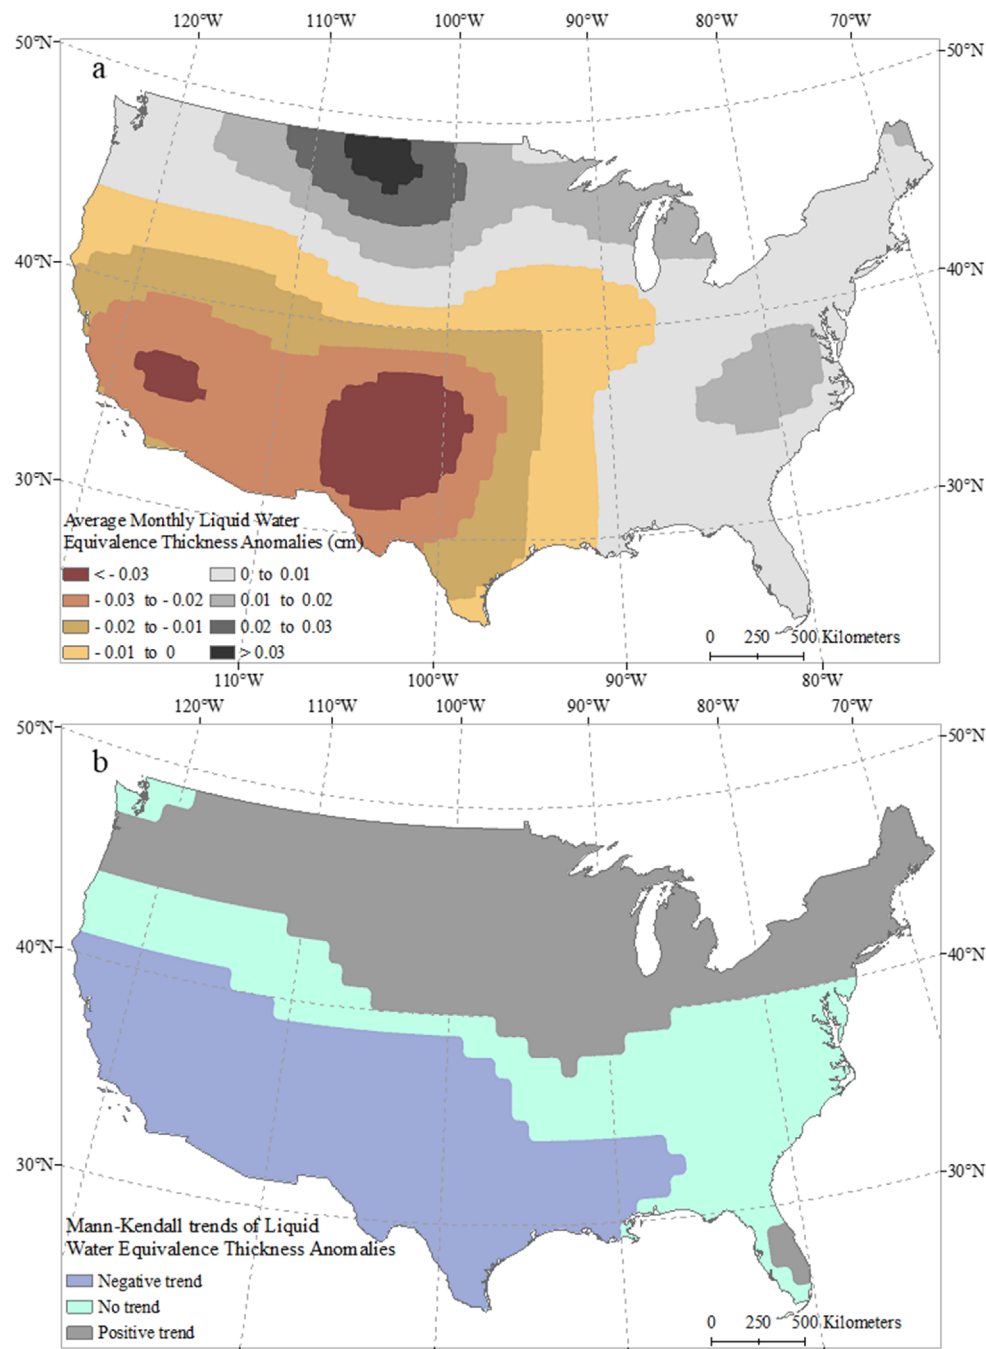 120°W 110°W 100°W 90°W 80°W 70°W
50°N 50°N
a
40°N 40°N
30°N 30°N
Average Monthly Liquid Water
Equivalence Thickness Anomalies (cm)
< - 0.03 0 to 0.01
- 0.03 to - 0.02 0.01 to 0.02
- 0.02 to - 0.01 0.02 to 0.03
- 0.01 to 0 > 0.03
0 250 500 Kilometers
110°W 100°W 90°W 80°W
120°W 110°W 100°W 90°W 80°W 70°W
50°N 50°N
b
40°N 40°N
30°N 30°N
Mann-Kendall trends of Liquid
Water Equivalence Thickness Anomalies
Negative trend
No trend
Positive trend
0 250 500 Kilometers